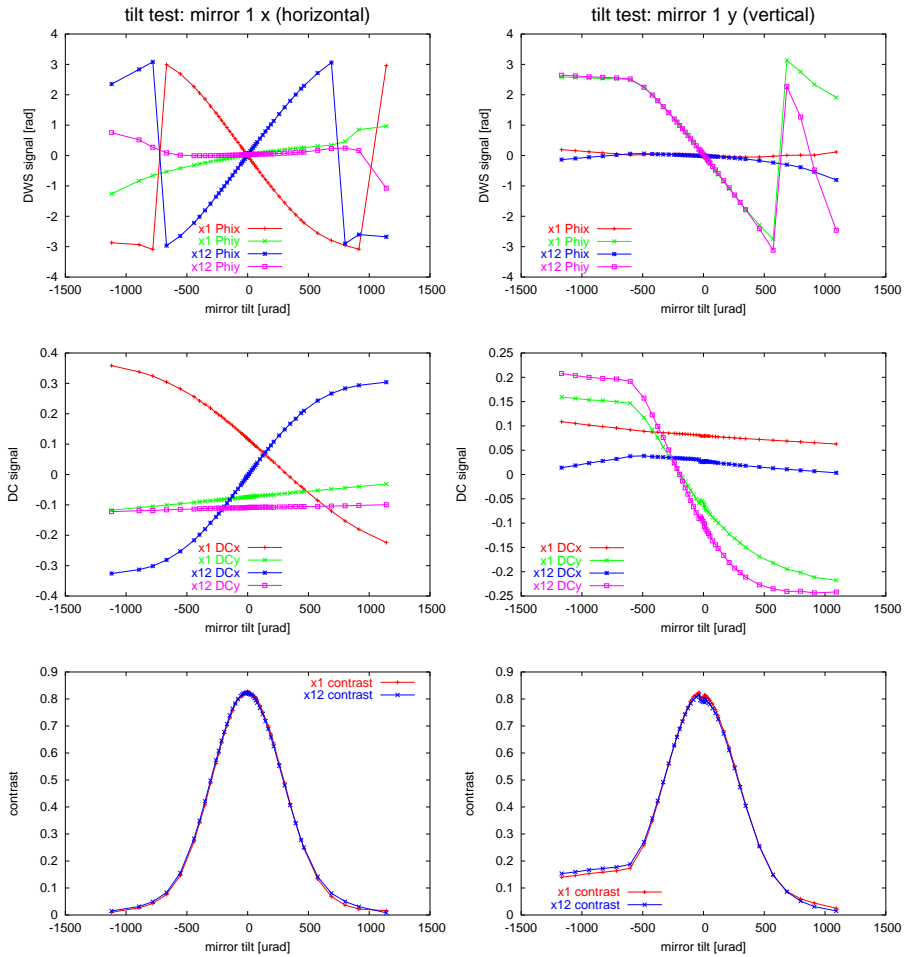 tilt test: mirror 1 x (horizontal)
4
3
2
1
0
-1
-2
-3
-4
DWS signal [rad]
x1 Phix
x1 Phiy
x12 Phix
x12 Phiy
-1500 -1000 -500 0 500 1000 1500
mirror tilt [urad]
tilt test: mirror 1 y (vertical)
4
3
2
1
0
-1
-2
-3
-4
DWS signal [rad]
x1 Phix
x1 Phiy
x12 Phix
x12 Phiy
-1500 -1000 -500 0 500 1000 1500
mirror tilt [urad]
0.4
0.3
0.2
0.1
0
-0.1
-0.2
-0.3
-0.4
DC signal
x1 DCx
x1 DCy
x12 DCx
x12 DCy
-1500 -1000 -500 0 500 1000 1500
mirror tilt [urad]
0.25
0.2
0.15
0.1
0.05
0
-0.05
-0.1
-0.15
-0.2
-0.25
DC signal
x1 DCx
x1 DCy
x12 DCx
x12 DCy
-1500 -1000 -500 0 500 1000 1500
mirror tilt [urad]
0.9
0.8
0.7
0.6
0.5
0.4
0.3
0.2
0.1
0
contrast
x1 contrast
x12 contrast
-1500 -1000 -500 0 500 1000 1500
mirror tilt [urad]
0.9
0.8
0.7
0.6
0.5
0.4
0.3
0.2
0.1
0
contrast
x1 contrast
x12 contrast
-1500 -1000 -500 0 500 1000 1500
mirror tilt [urad]